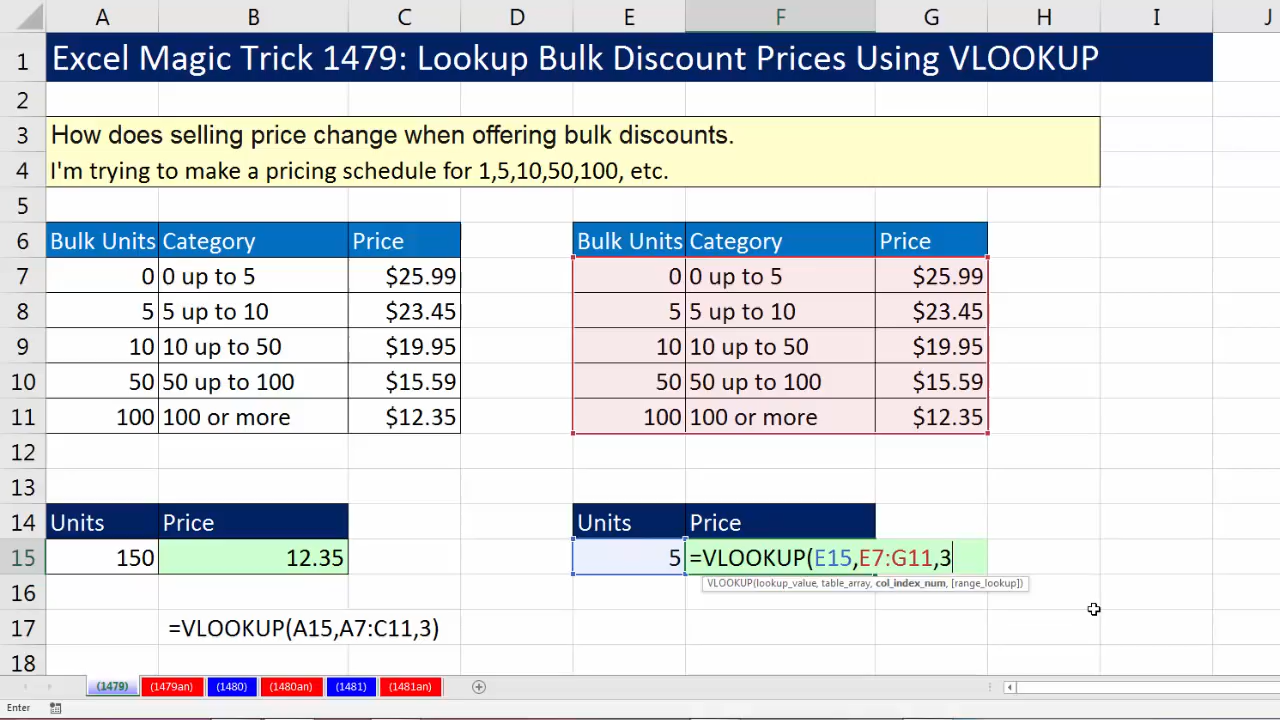 A B C D E F G H I J
1 Excel Magic Trick 1479: Lookup Bulk Discount Prices Using VLOOKUP
2
3 How does selling price change when offering bulk discounts.
4 I'm trying to make a pricing schedule for 1,5,10,50,100, etc.
5
6 Bulk Units Category Price Bulk Units Category Price
7 0 0 up to 5 $25.99 0 0 up to 5 $25.99
8 5 5 up to 10 $23.45 5 5 up to 10 $23.45
9 10 10 up to 50 $19.95 10 10 up to 50 $19.95
10 50 50 up to 100 $15.59 50 50 up to 100 $15.59
11 100 100 or more $12.35 100 100 or more $12.35
12
13
14 Units Price Units Price
15 150 12.35 5 =VLOOKUP(E15,E7:G11,3
VLOOKUP(lookup_value, table_array, col_index_num, [range_lookup])
16
17 =VLOOKUP(A15,A7:C11,3)
18
(1479) (1479an) (1480) (1480an) (1481) (1481an)
Enter